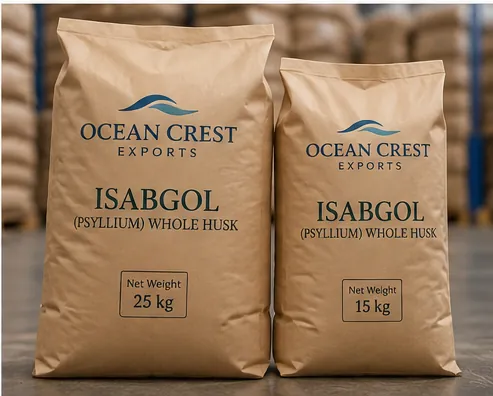 OCEAN CREST
EXPORTS
ISABGOL
(PSYLLIUM) WHOLE HUSK
Net Weight
25 kg
OCEAN CREST
EXPORTS
ISABGOL
(PSYLLIUM) WHOLE HUSK
Net Weight
15 kg